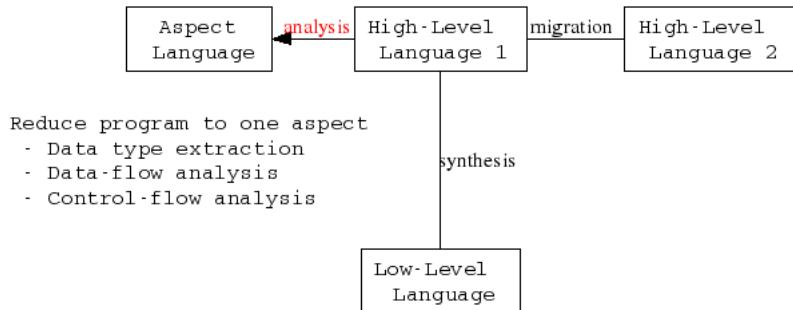 Aspect
Language
analysis
High-Level
Language 1
migration
High-Level
Language 2
Reduce program to one aspect
- Data type extraction
- Data-flow analysis
- Control-flow analysis
synthesis
Low-Level
Language